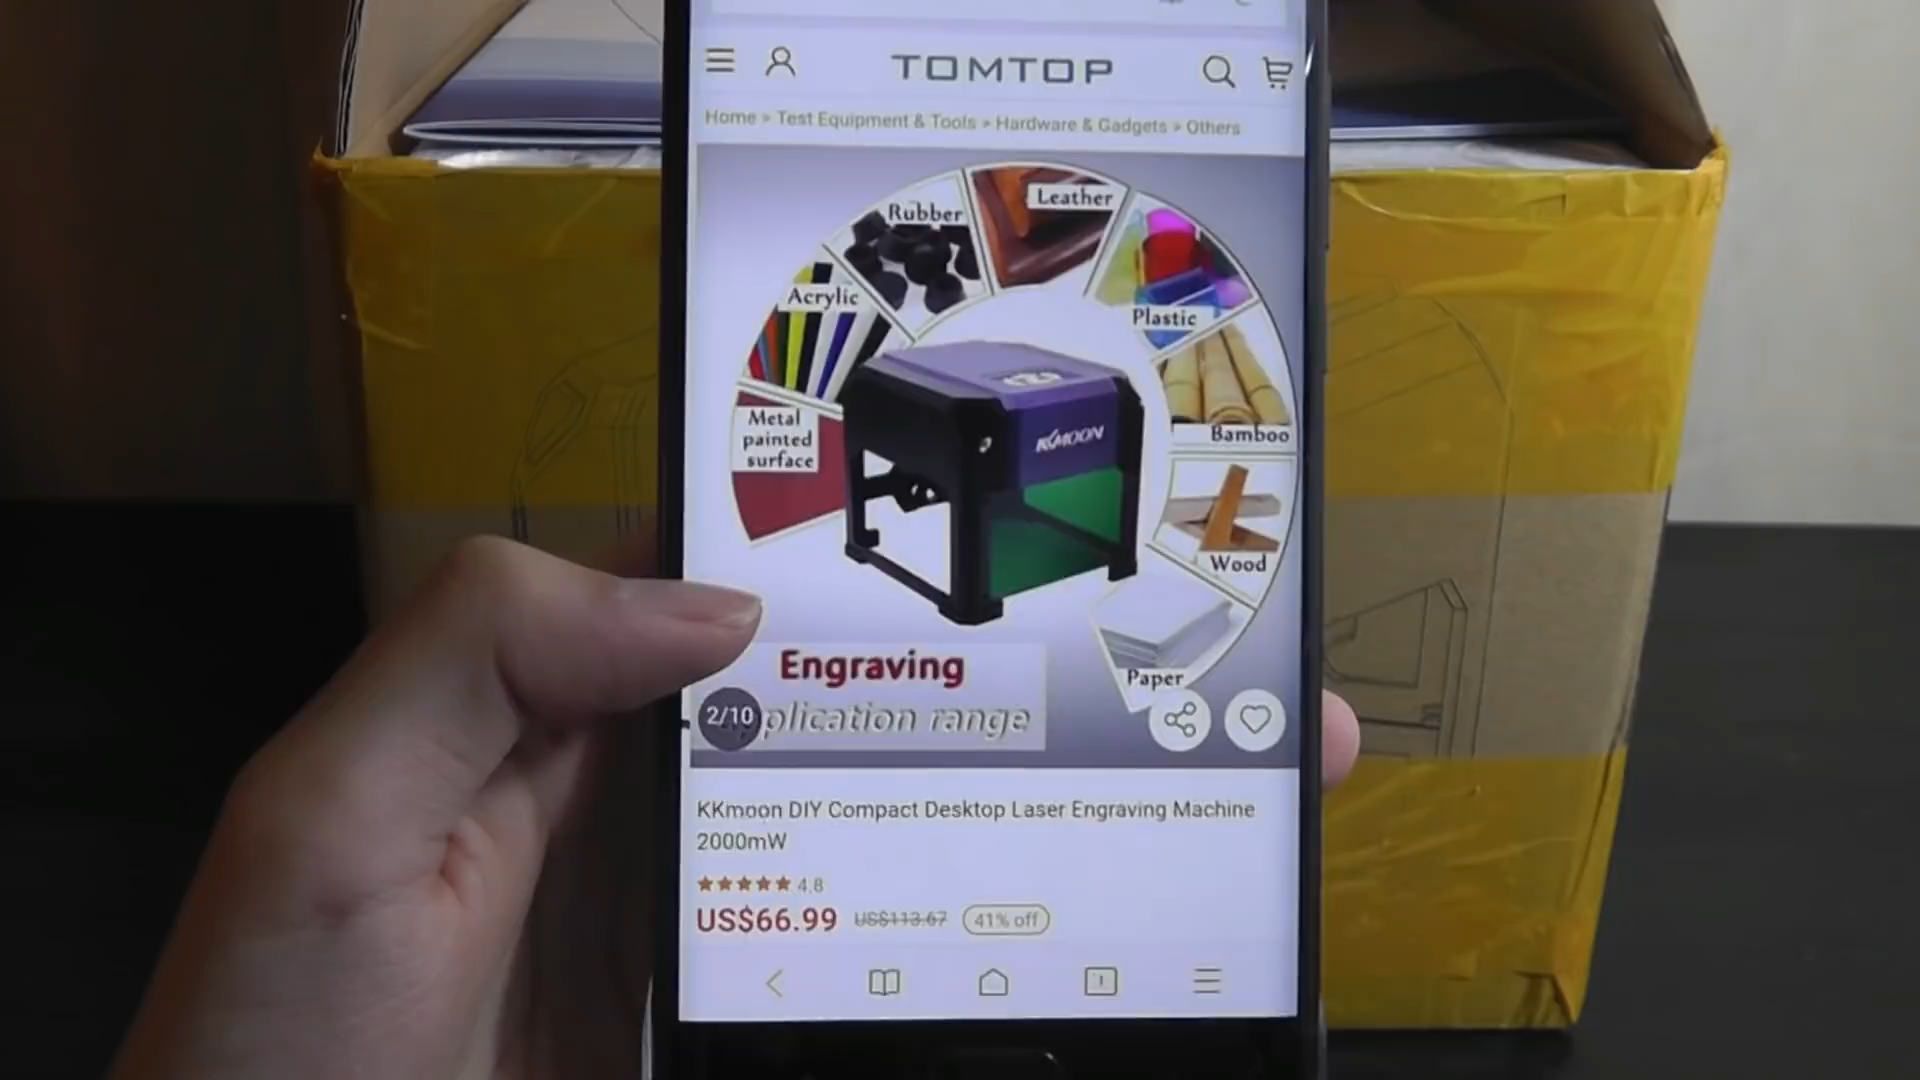 TOMTOP
Home > Test Equipment & Tools > Hardware & Gadgets > Others
Leather
Rubber
Acrylic
Plastic
Metal
painted
surface
KKMOON
Bamboo
Wood
Paper
Engraving
plication range
2/10
KKmoon DIY Compact Desktop Laser Engraving Machine
2000mW
4.8
US$66.99 US$113.67 41% off
1